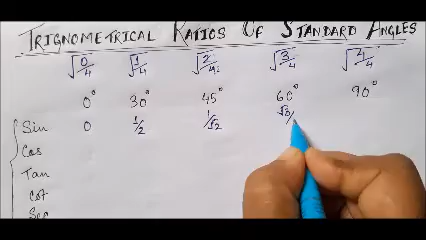 TRIGNOMETRICAL RATIOS OF STANDARD ANGLES
√0/4 √1/4 √2/4 √3/4 √4/4
0° 30° 45° 60° 90°
Sin 0 1/2 1/√2 √3/
Cos
Tan
cot
Sec